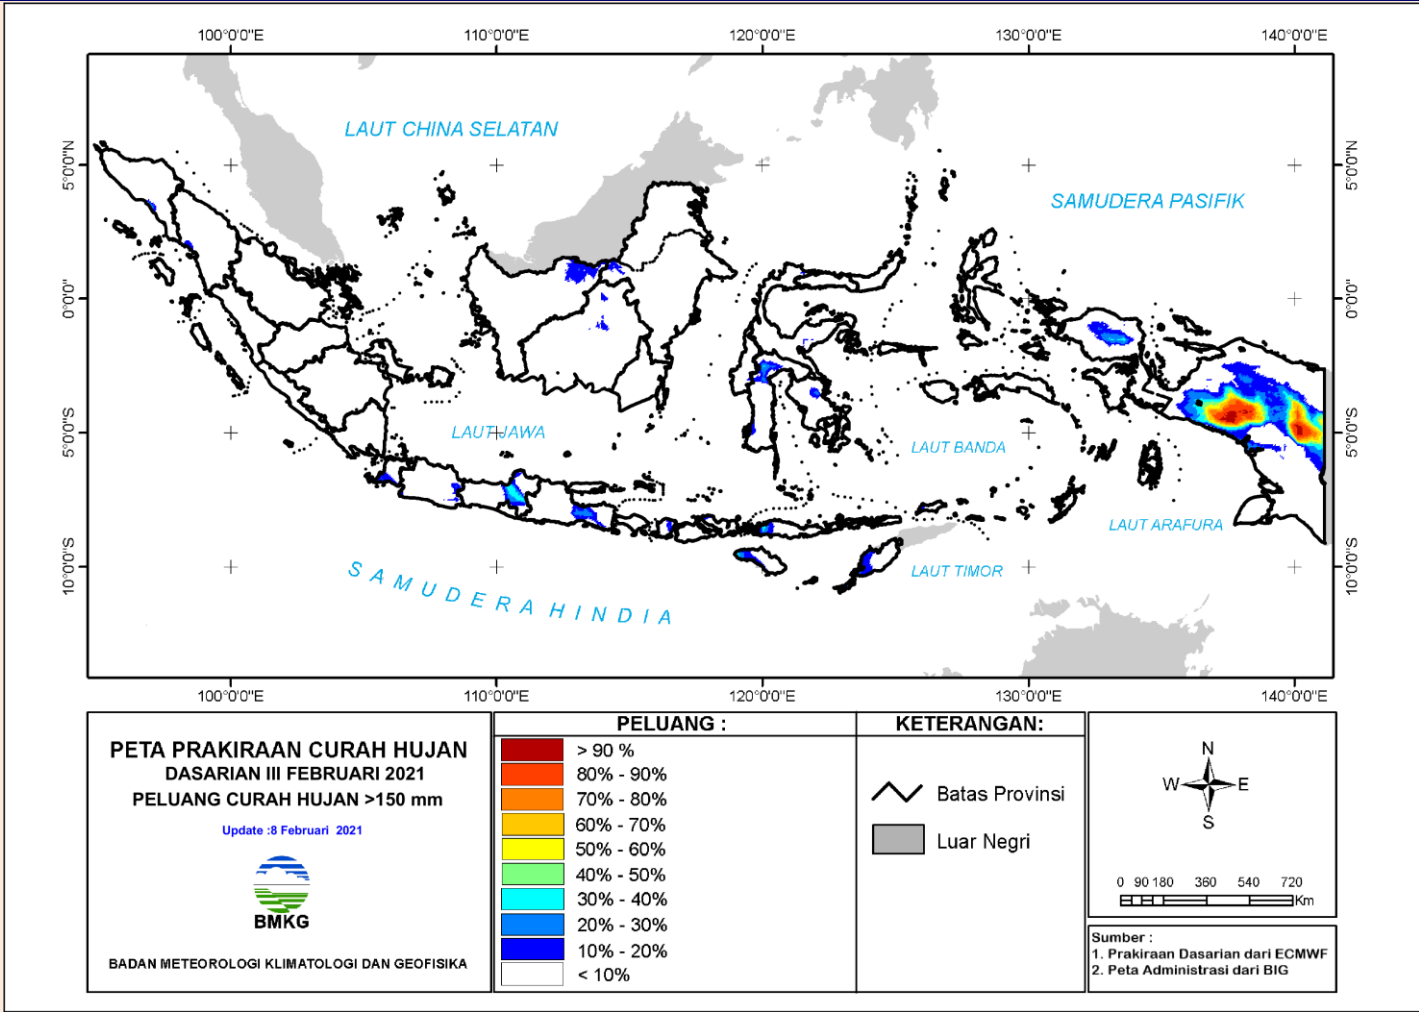 100°0'0"E 110°0'0"E 120°0'0"E 130°0'0"E 140°0'0"E
5°0'0"N 5°0'0"N
0°0'0" 0°0'0"
5°0'0"S 5°0'0"S
10°0'0"S 10°0'0"S
LAUT CHINA SELATAN
SAMUDERA PASIFIK
LAUT JAWA
LAUT BANDA
LAUT ARAFURA
LAUT TIMOR
SAMUDERA HINDIA
100°0'0"E 110°0'0"E 120°0'0"E 130°0'0"E 140°0'0"E
PETA PRAKIRAAN CURAH HUJAN
DASARIAN III FEBRUARI 2021
PELUANG CURAH HUJAN >150 mm
Update :8 Februari 2021
BMKG
BADAN METEOROLOGI KLIMATOLOGI DAN GEOFISIKA
PELUANG :
> 90 %
80% - 90%
70% - 80%
60% - 70%
50% - 60%
40% - 50%
30% - 40%
20% - 30%
10% - 20%
< 10%
KETERANGAN:
Batas Provinsi
Luar Negri
N
W E
S
0 90 180 360 540 720
Km
Sumber :
1. Prakiraan Dasarian dari ECMWF
2. Peta Administrasi dari BIG